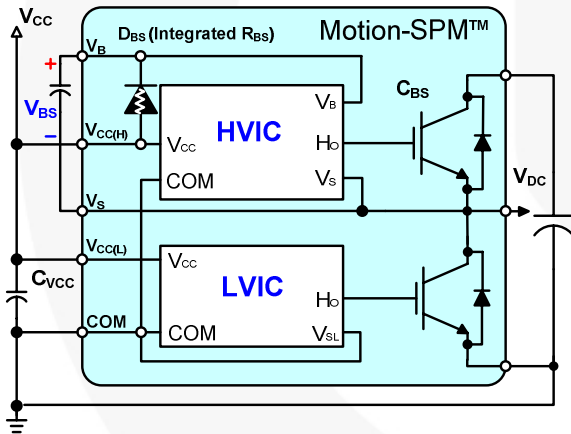 VCC
DBS (Integrated RBS)
Motion-SPM™
VB
+
VBS
−
VCC(H)
VS
VCC(L)
CVCC
COM
VB
HVIC
VCC
HO
COM
VS
CBS
VDC
VCC
LVIC
HO
COM
VSL